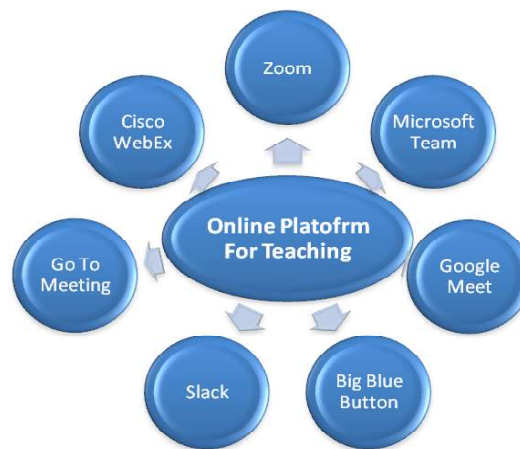 Zoom
Cisco
WebEx
Microsoft
Team
Online Platofrm
For Teaching
Go To
Meeting
Google
Meet
Slack
Big Blue
Button